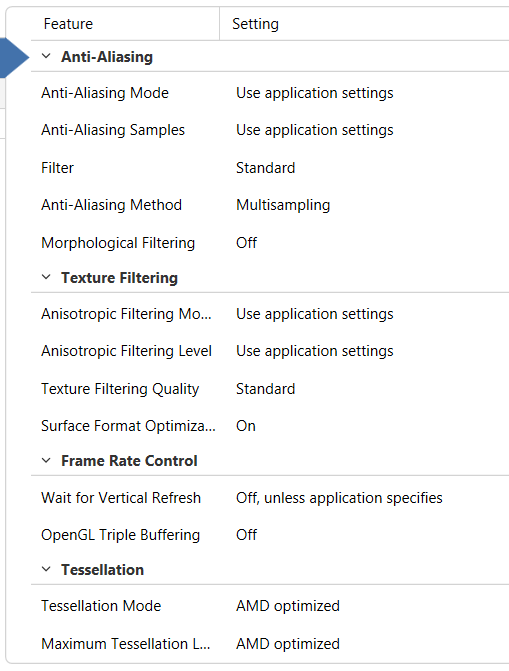 Feature Setting
Anti-Aliasing
Anti-Aliasing Mode Use application settings
Anti-Aliasing Samples Use application settings
Filter Standard
Anti-Aliasing Method Multisampling
Morphological Filtering Off
Texture Filtering
Anisotropic Filtering Mo... Use application settings
Anisotropic Filtering Level Use application settings
Texture Filtering Quality Standard
Surface Format Optimiza... On
Frame Rate Control
Wait for Vertical Refresh Off, unless application specifies
OpenGL Triple Buffering Off
Tessellation
Tessellation Mode AMD optimized
Maximum Tessellation L... AMD optimized